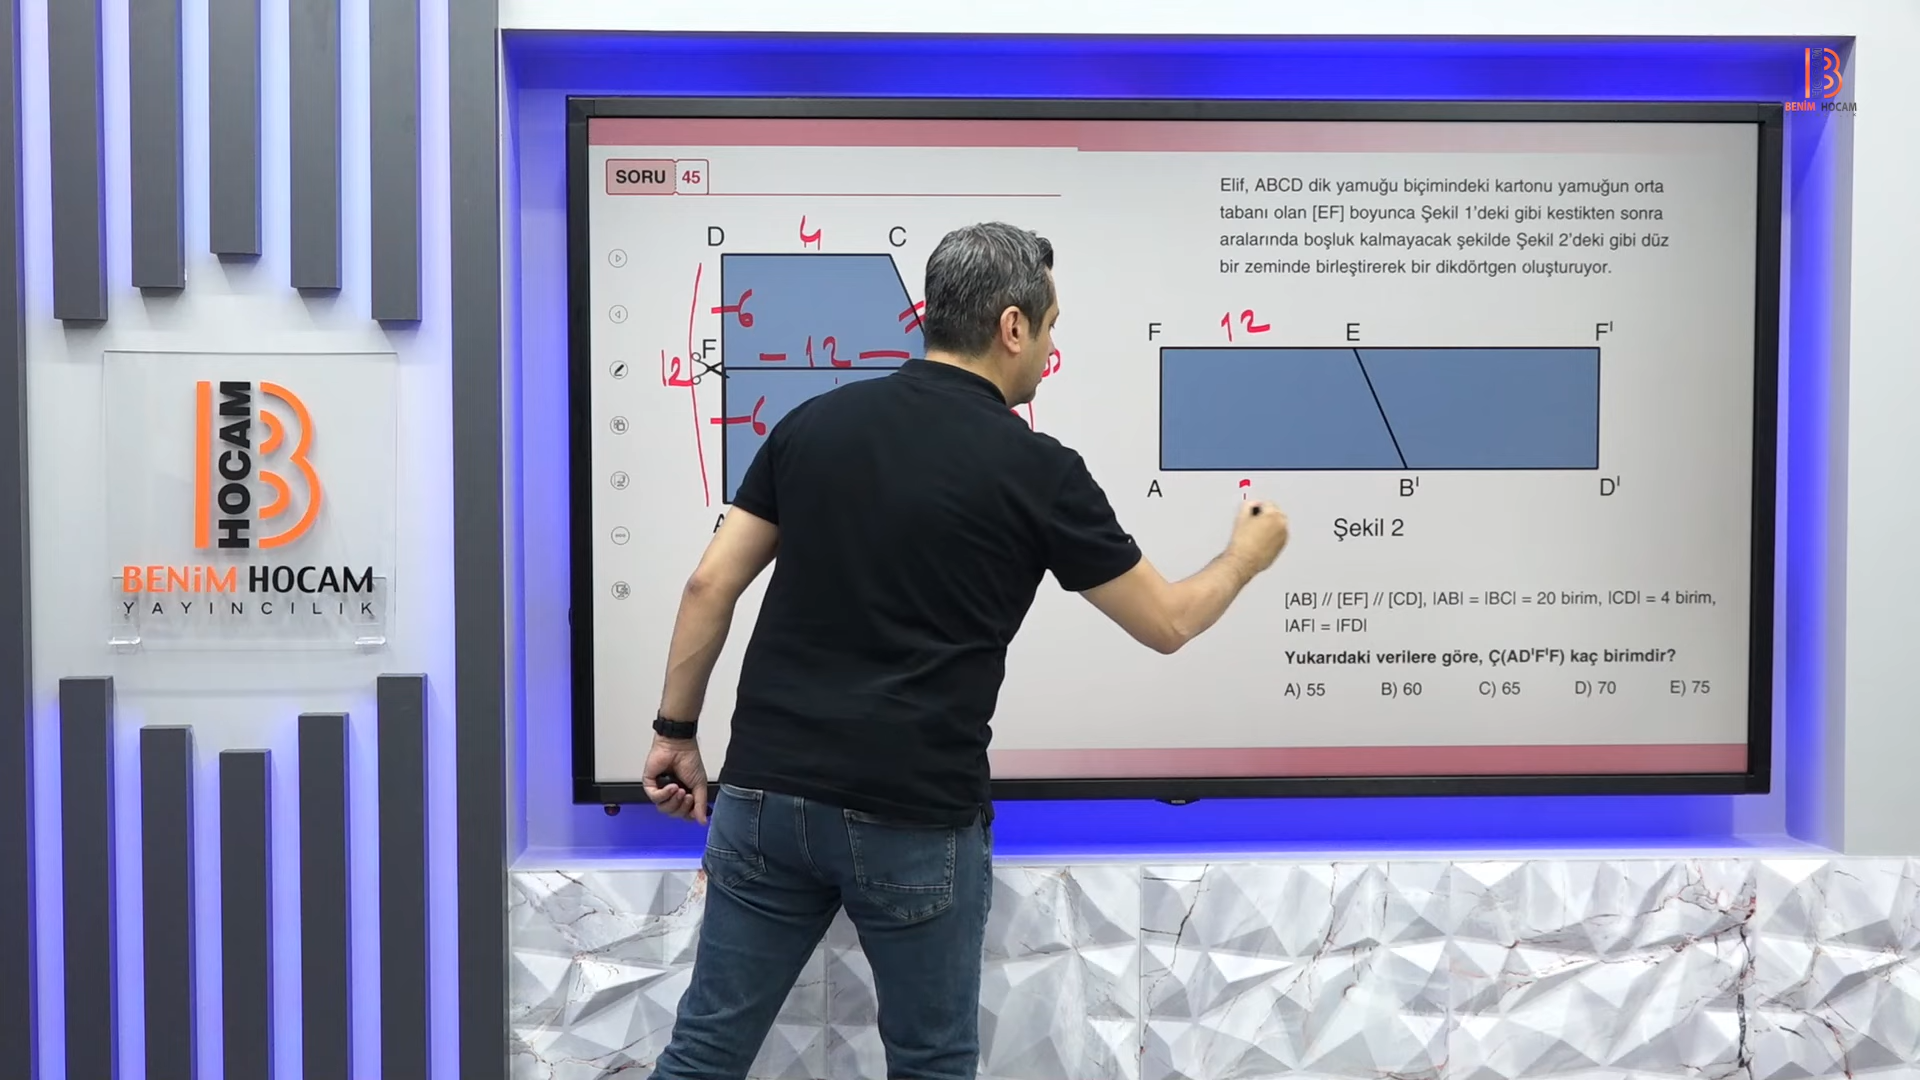 BENİM HOCAM
HOCAM
BENİM HOCAM
YAYINCILIK
SORU 45
D 4 C
6
F 12
12
6
Elif, ABCD dik yamuğu biçimindeki kartonu yamuğun orta
tabanı olan [EF] boyunca Şekil 1'deki gibi kestikten sonra
aralarında boşluk kalmayacak şekilde Şekil 2'deki gibi düz
bir zeminde birleştirerek bir dikdörtgen oluşturuyor.
12
F E F'
A B' D'
Şekil 2
[AB] // [EF] // [CD], |AB| = |BC| = 20 birim, |CD| = 4 birim,
|AF| = |FD|
Yukarıdaki verilere göre, Ç(AD'F'F) kaç birimdir?
A) 55 B) 60 C) 65 D) 70 E) 75